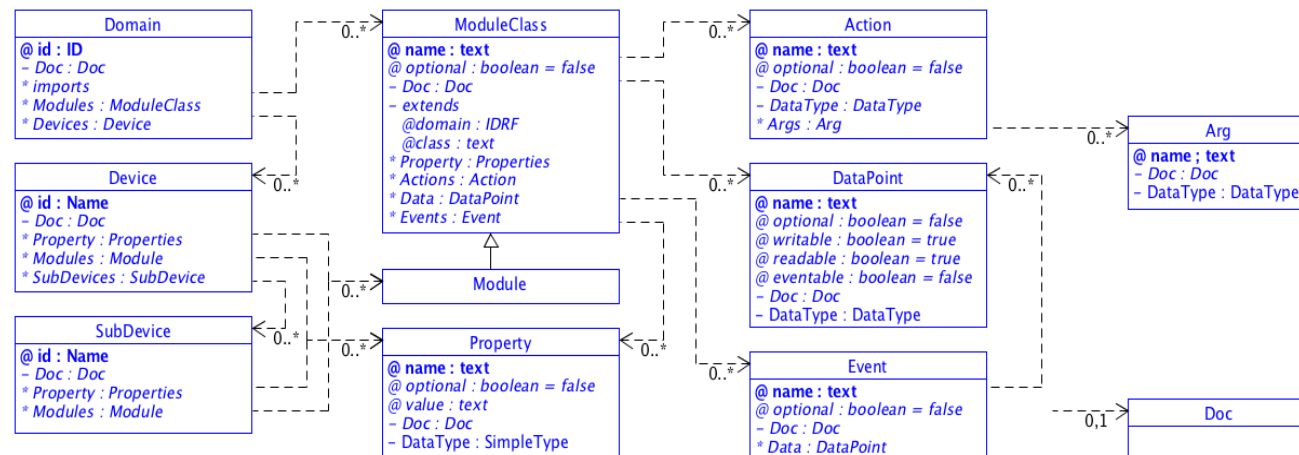 Domain
@ id : ID
– Doc : Doc
* imports
* Modules : ModuleClass
* Devices : Device
0..*
0..*
ModuleClass
@ name : text
@ optional : boolean = false
– Doc : Doc
– extends
@domain : IDRF
@class : text
* Property : Properties
* Actions : Action
* Data : DataPoint
* Events : Event
0..*
0..*
0..*
0..*
Action
@ name : text
@ optional : boolean = false
– Doc : Doc
– DataType : DataType
* Args : Arg
0..*
Arg
@ name ; text
– Doc : Doc
– DataType : DataType
Device
@ id : Name
– Doc : Doc
* Property : Properties
* Modules : Module
* SubDevices : SubDevice
0..*
0..*
0..*
Module
DataPoint
@ name : text
@ optional : boolean = false
@ writable : boolean = true
@ readable : boolean = true
@ eventable : boolean = false
– Doc : Doc
– DataType : DataType
0..*
SubDevice
@ id : Name
– Doc : Doc
* Property : Properties
* Modules : Module
Property
@ name : text
@ optional : boolean = false
@ value : text
– Doc : Doc
– DataType : SimpleType
Event
@ name : text
@ optional : boolean = false
– Doc : Doc
* Data : DataPoint
0,1
Doc